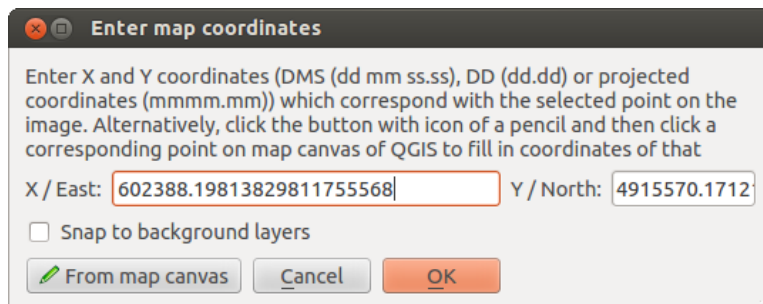 Enter map coordinates
Enter X and Y coordinates (DMS (dd mm ss.ss), DD (dd.dd) or projected
coordinates (mmmm.mm)) which correspond with the selected point on the
image. Alternatively, click the button with icon of a pencil and then click a
corresponding point on map canvas of QGIS to fill in coordinates of that
X / East: 602388.19813829811755568 Y / North: 4915570.1712
Snap to background layers
From map canvas Cancel OK